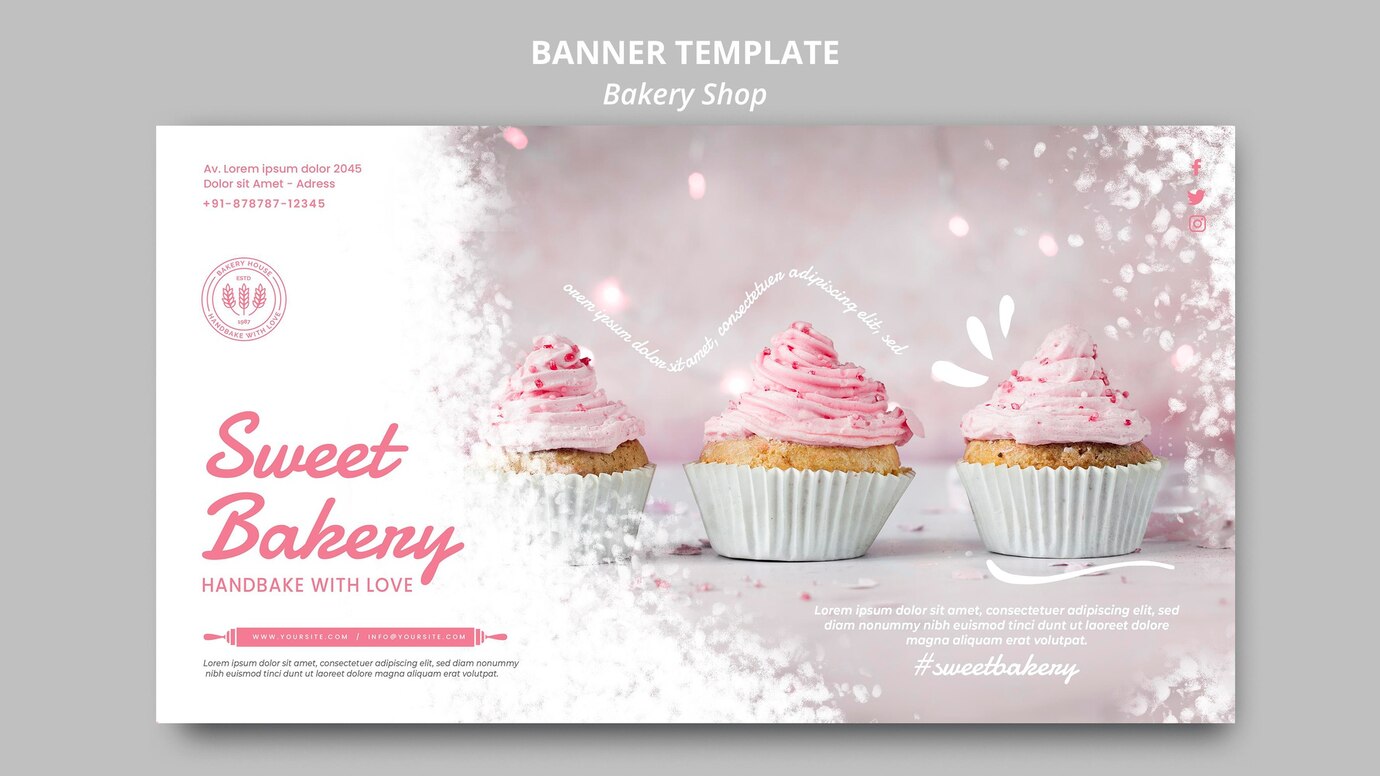 BANNER TEMPLATE
Bakery Shop
Av. Lorem ipsum dolor 2045
Dolor sit Amet - Adress
+91-878787-12345
BAKERY HOUSE
ESTD
1987
HANDBAKE WITH LOVE
orem ipsum dolor sit amet, consectetuer adipiscing elit, sed
Sweet
Bakery
HANDBAKE WITH LOVE
WWW.YOURSITE.COM / INFO@YOURSITE.COM
Lorem ipsum dolor sit amet, consectetuer adipiscing elit, sed diam nonummy
nibh euismod tinci dunt ut laoreet dolore magna aliquam erat volutpat.
Lorem ipsum dolor sit amet, consectetuer adipiscing elit, sed
diam nonummy nibh euismod tinci dunt ut laoreet dolore
magna aliquam erat volutpat.
#sweetbakery